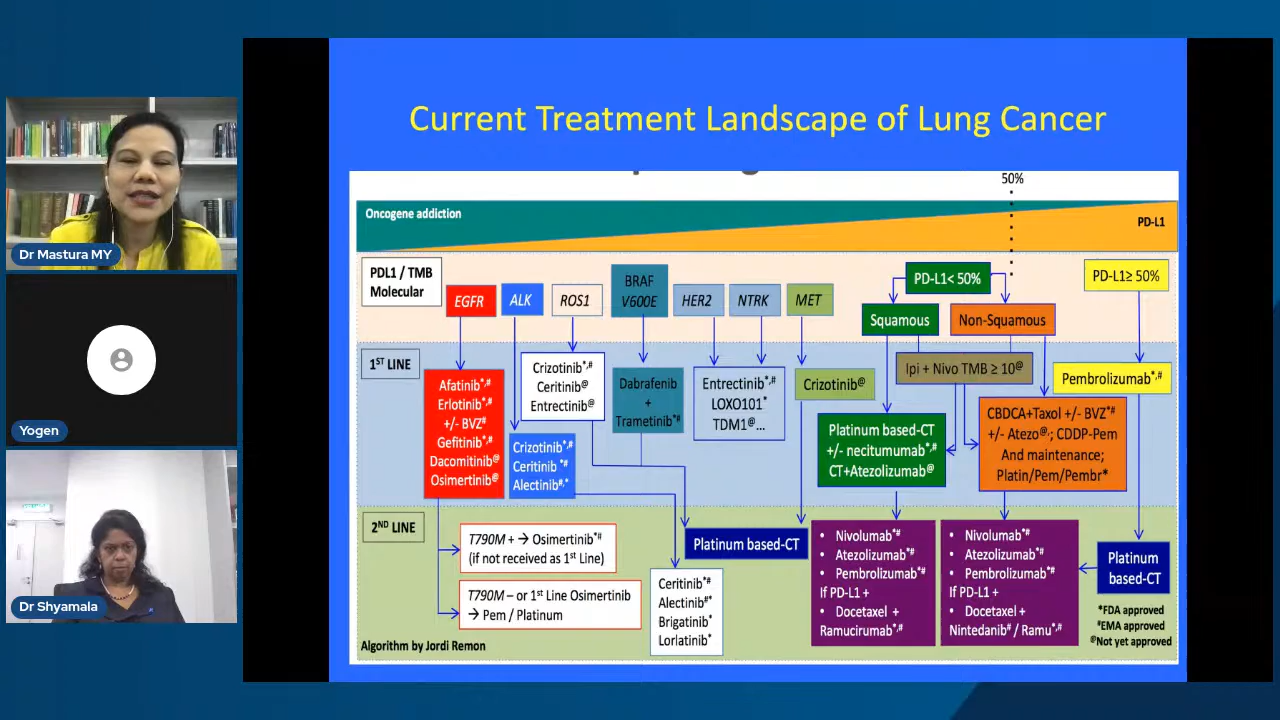 Current Treatment Landscape of Lung Cancer
50%
Oncogene addiction
PD-L1
PDL1 / TMB
Molecular
EGFR
ALK
ROS1
BRAF
V600E
HER2
NTRK
MET
PD-L1< 50%
PD-L1≥ 50%
Squamous
Non-Squamous
1ST LINE
Afatinib*,#
Erlotinib*,#
+/- BVZ#
Gefitinib*,#
Dacomitinib@
Osimertinib@
Crizotinib*,#
Ceritinib *#
Alectinib#,*
Crizotinib*,#
Ceritinib@
Entrectinib@
Dabrafenib
+
Trametinib*#
Entrectinib*,#
LOXO101*
TDM1@...
Crizotinib@
Ipi + Nivo TMB ≥ 10@
Pembrolizumab*,#
Platinum based-CT
+/- necitumumab*,#
CT+Atezolizumab@
CBDCA+Taxol +/- BVZ*#
+/- Atezo@,; CDDP-Pem
And maintenance;
Platin/Pem/Pembr*
2ND LINE
T790M + → Osimertinib*#
(if not received as 1st Line)
T790M – or 1st Line Osimertinib
→ Pem / Platinum
Platinum based-CT
Ceritinib*#
Alectinib#*
Brigatinib*
Lorlatinib*
• Nivolumab*#
• Atezolizumab*#
• Pembrolizumab*#
If PD-L1 +
• Docetaxel +
Ramucirumab*,#
• Nivolumab*#
• Atezolizumab*#
• Pembrolizumab*#
If PD-L1 +
• Docetaxel +
Nintedanib# / Ramu*,#
Platinum
based-CT
*FDA approved
#EMA approved
@Not yet approved
Algorithm by Jordi Remon
Dr Mastura MY
Yogen
Dr Shyamala